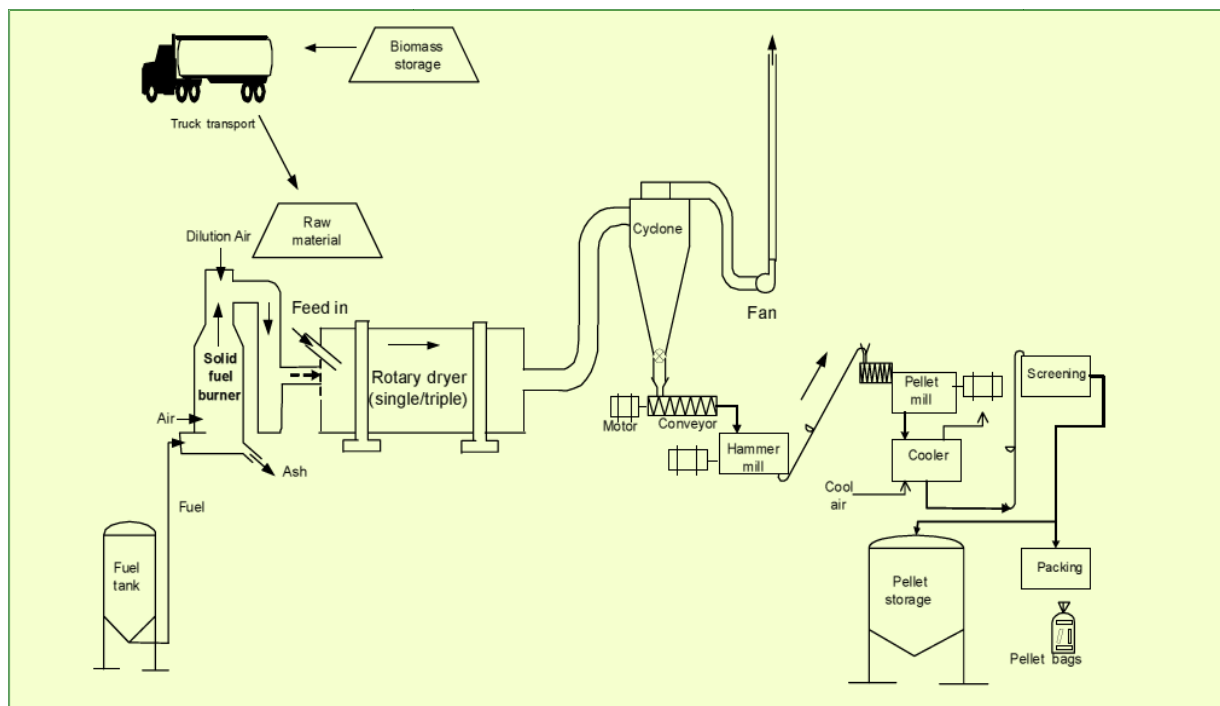 Biomass
storage
Truck transport
Raw
material
Dilution Air
Cyclone
Feed in
Fan
Solid
fuel
burner
Rotary dryer
(single/triple)
Screening
Pellet
mill
Air
Motor
Conveyor
Hammer
mill
Cooler
Ash
Cool
air
Fuel
Fuel
tank
Pellet
storage
Packing
Pellet bags